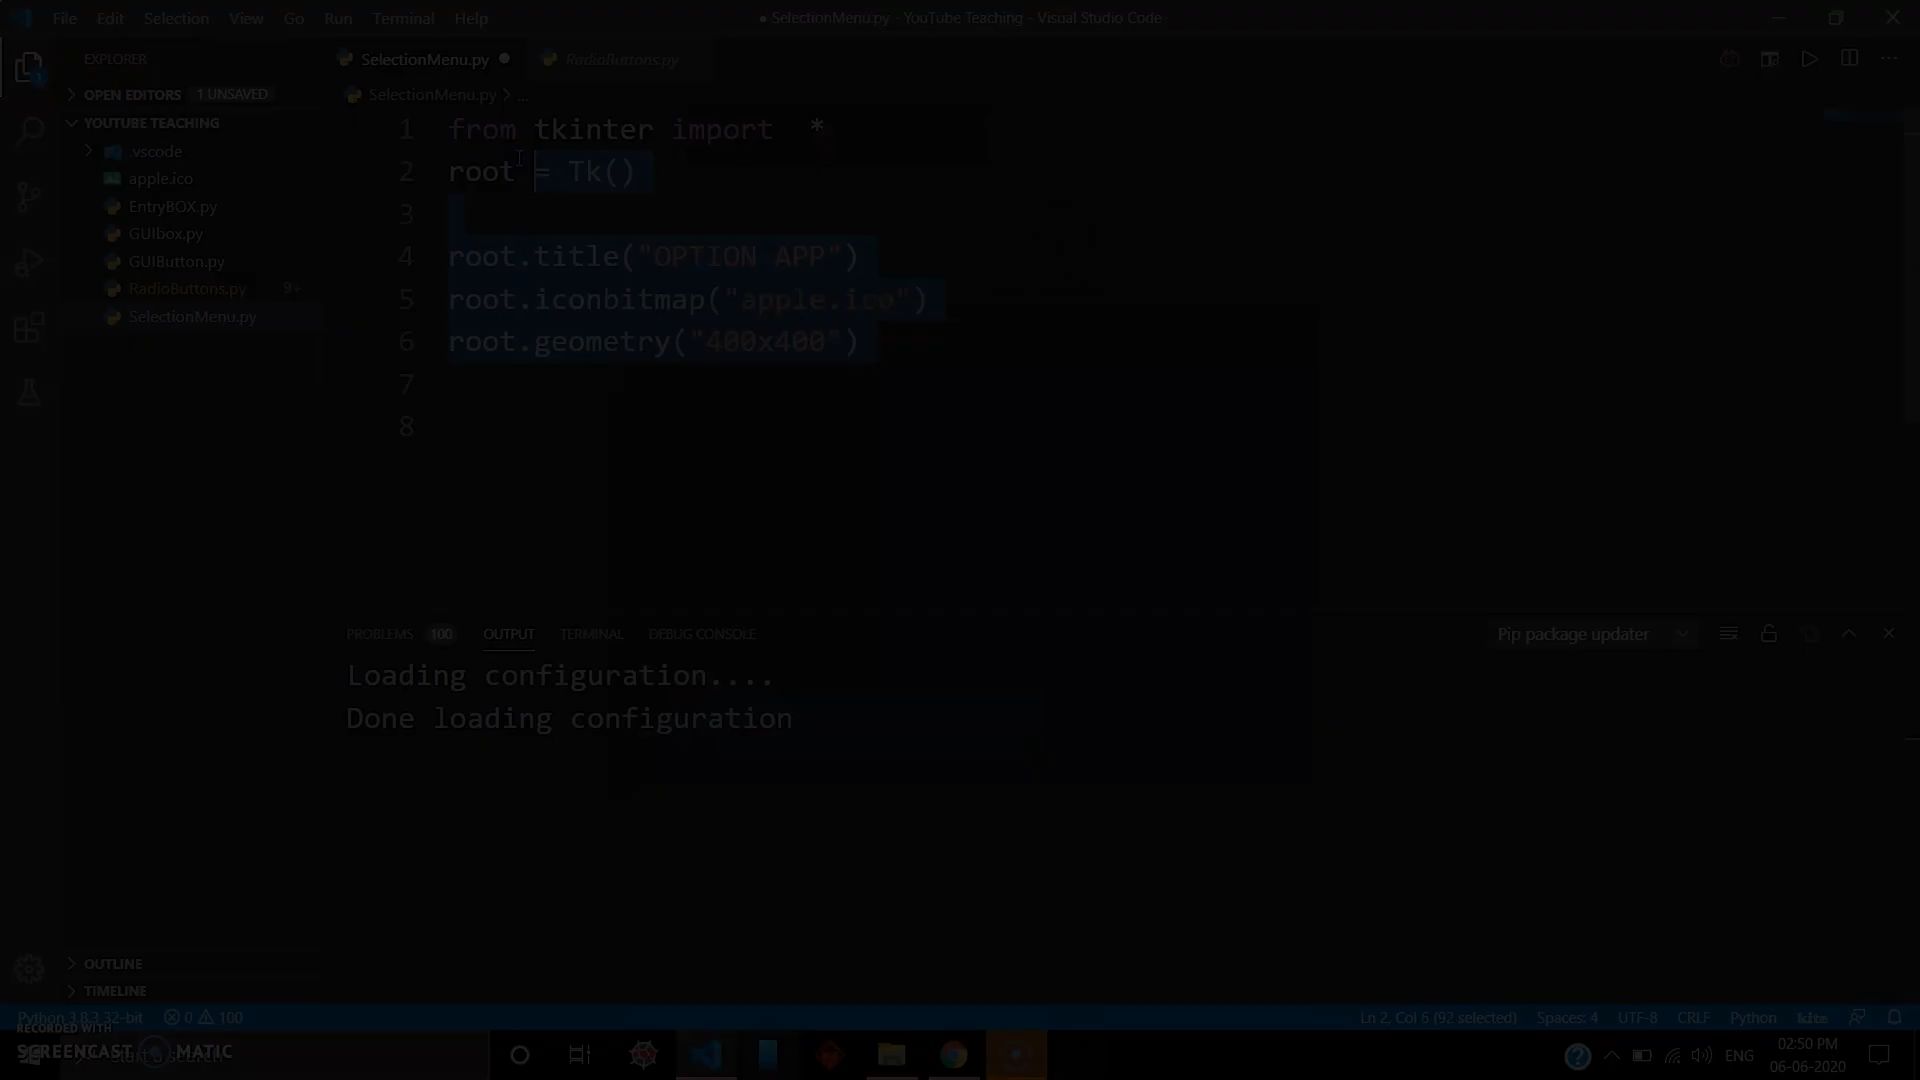 File Edit Selection View Go Run Terminal Help
● SelectionMenu.py - YouTube Teaching - Visual Studio Code
EXPLORER
SelectionMenu.py
RadioButtons.py
OPEN EDITORS 1 UNSAVED
SelectionMenu.py > ...
YOUTUBE TEACHING
.vscode
apple.ico
EntryBOX.py
GUIbox.py
GUIButton.py
RadioButtons.py 9+
SelectionMenu.py
1 from tkinter import *
2 root = Tk()
3
4 root.title("OPTION APP")
5 root.iconbitmap("apple.ico")
6 root.geometry("400x400")
7
8
PROBLEMS 100 OUTPUT TERMINAL DEBUG CONSOLE
Pip package updater
Loading configuration....
Done loading configuration
OUTLINE
TIMELINE
Python 3.8.3 32-bit 0 100
Ln 2, Col 6 (92 selected) Spaces: 4 UTF-8 CRLF Python kite
RECORDED WITH
SCREENCAST MATIC
ENG
02:50 PM
06-06-2020